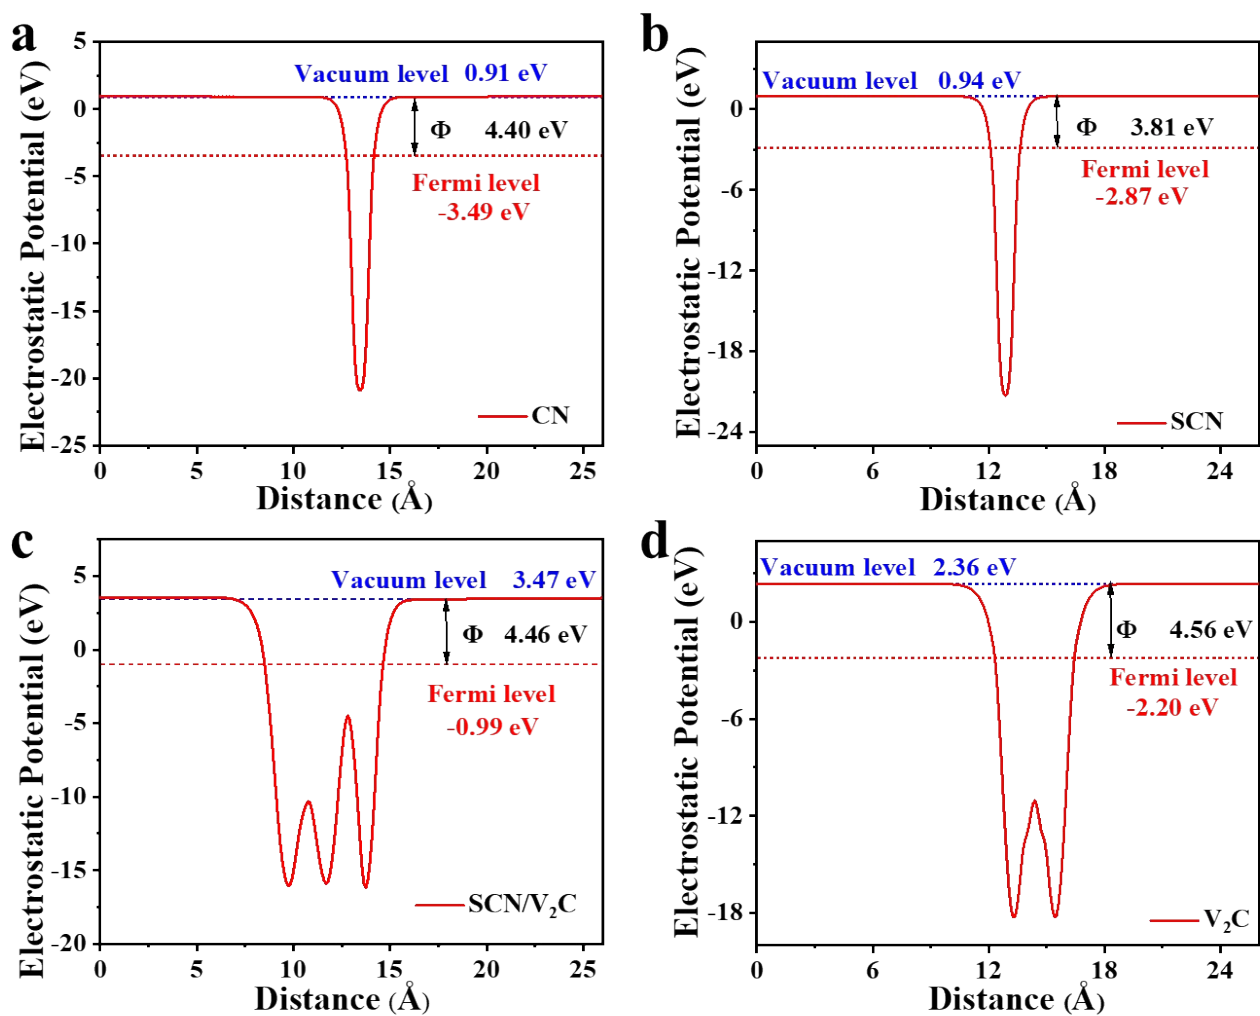 a
Electrostatic Potential (eV)
5
0
-5
-10
-15
-20
-25
Vacuum level 0.91 eV
Φ 4.40 eV
Fermi level
-3.49 eV
CN
0 5 10 15 20 25
Distance (Å)
b
Electrostatic Potential (eV)
0
-6
-12
-18
-24
Vacuum level 0.94 eV
Φ 3.81 eV
Fermi level
-2.87 eV
SCN
0 6 12 18 24
Distance (Å)
c
Electrostatic Potential (eV)
5
0
-5
-10
-15
-20
Vacuum level 3.47 eV
Φ 4.46 eV
Fermi level
-0.99 eV
SCN/V₂C
0 5 10 15 20 25
Distance (Å)
d
Electrostatic Potential (eV)
0
-6
-12
-18
Vacuum level 2.36 eV
Φ 4.56 eV
Fermi level
-2.20 eV
V₂C
0 6 12 18 24
Distance (Å)